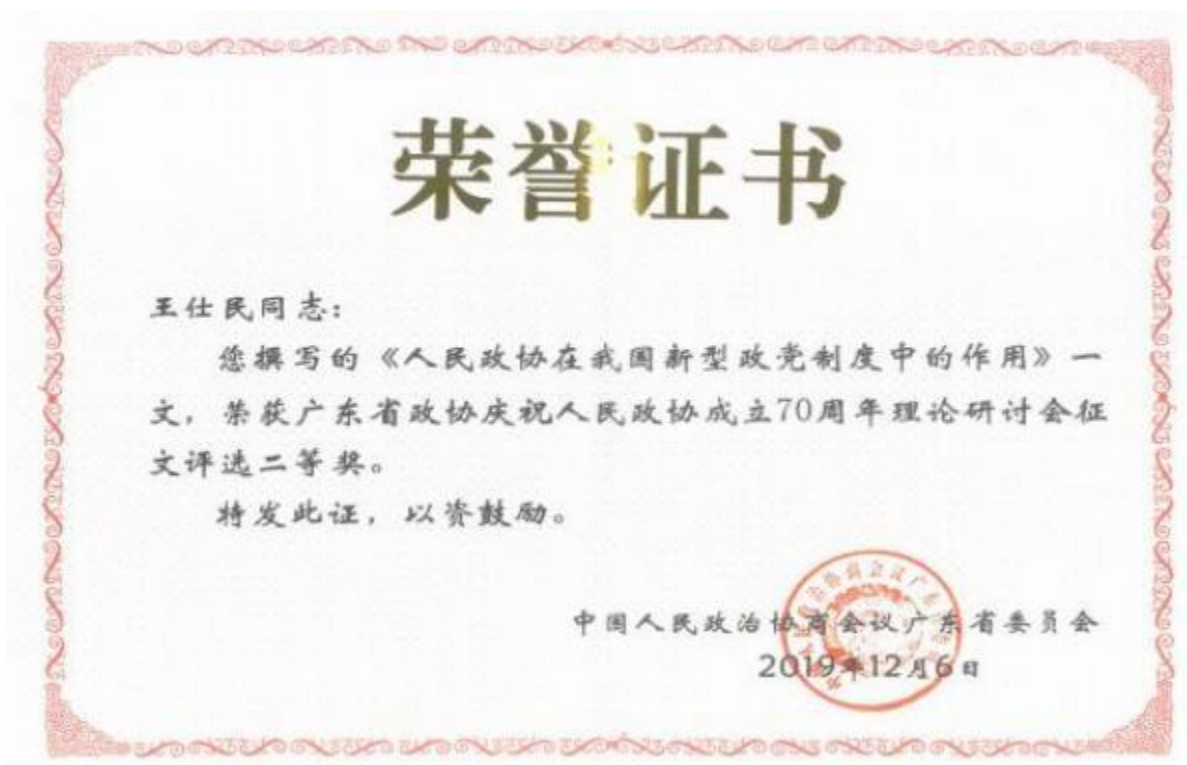 荣誉证书
王仕民同志：
您撰写的《人民政协在我国新型政党制度中的作用》一
文，荣获广东省政协庆祝人民政协成立70周年理论研讨会征
文评选二等奖。
特发此证，以资鼓励。
中国人民政治协商会议广东省委员会
2019年12月6日